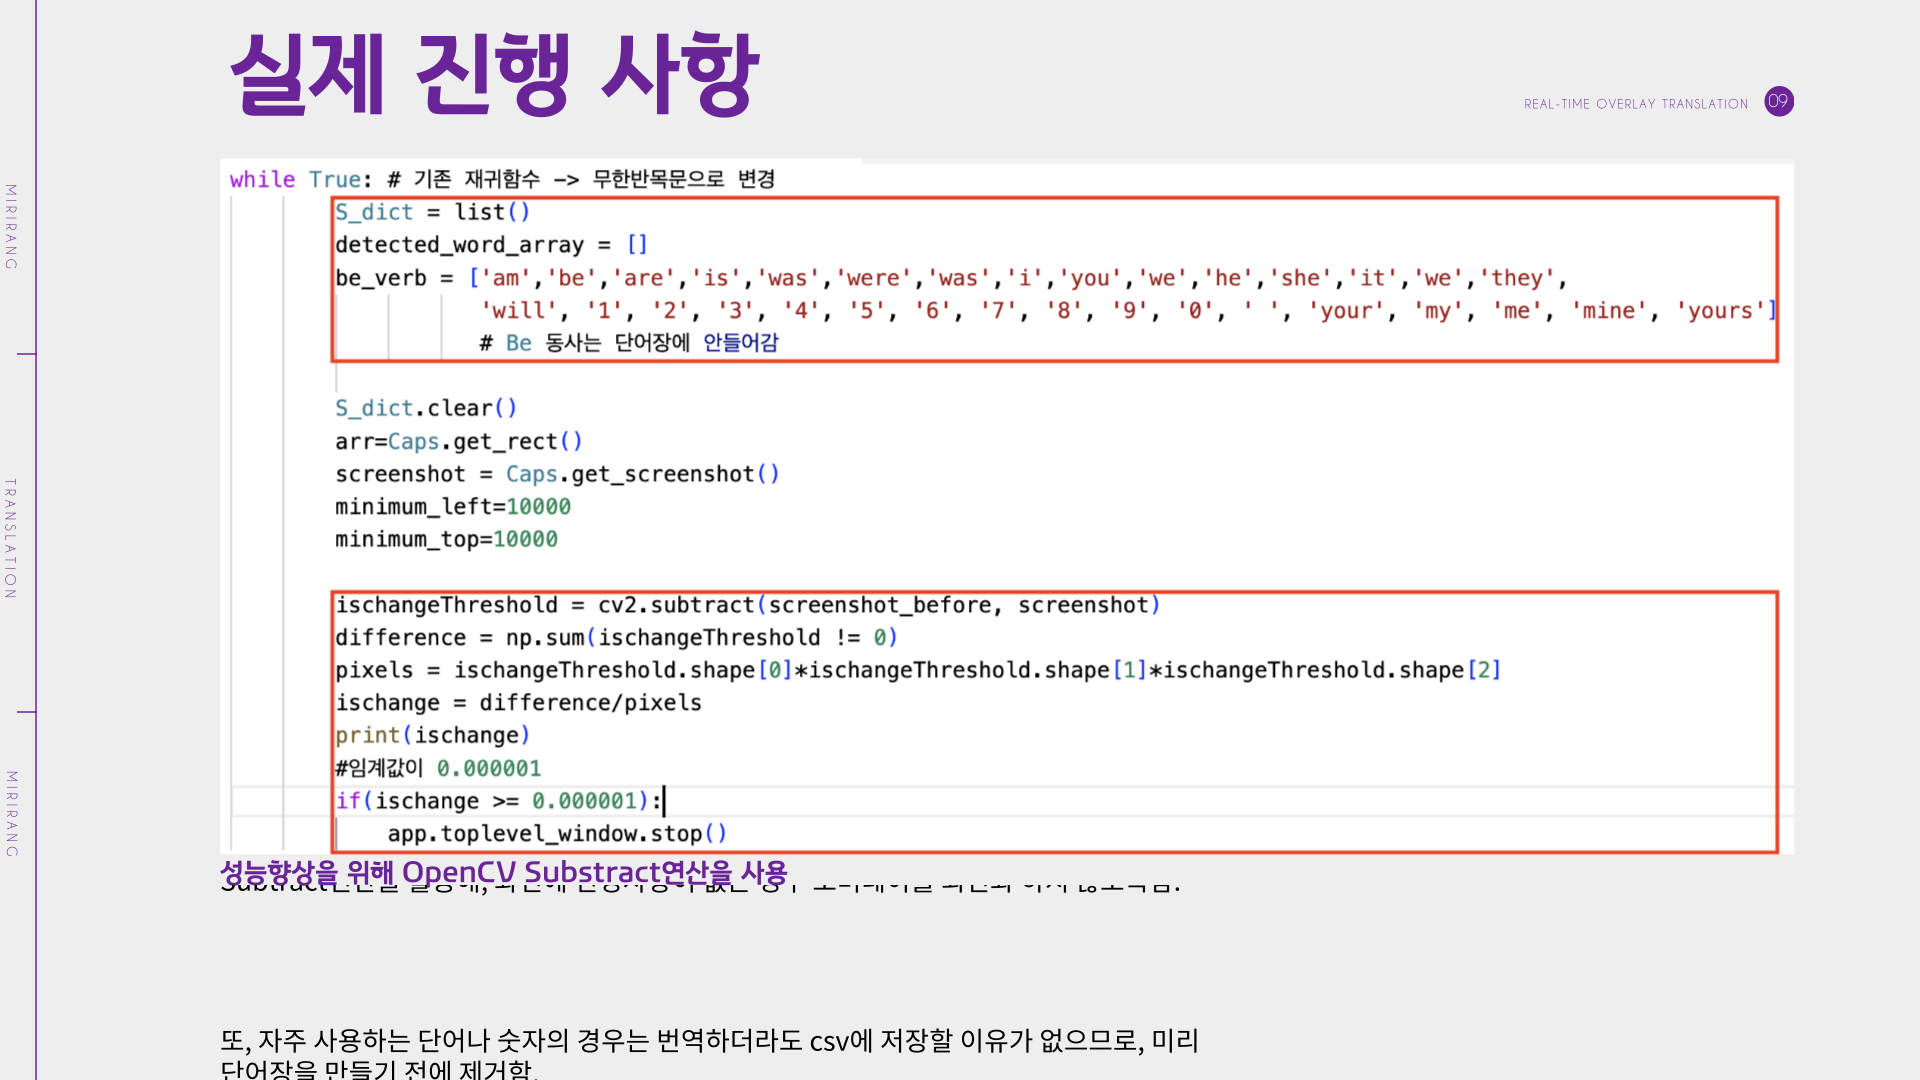 실제 진행 사항
REAL-TIME OVERLAY TRANSLATION 09
MIRIRANG
TRANSLATION
MIRIRANG
while True: # 기존 재귀함수 -> 무한반목문으로 변경
S_dict = list()
detected_word_array = []
be_verb = ['am','be','are','is','was','were','was','i','you','we','he','she','it','we','they',
'will', '1', '2', '3', '4', '5', '6', '7', '8', '9', '0', ' ', 'your', 'my', 'me', 'mine', 'yours']
# Be 동사는 단어장에 안들어감
S_dict.clear()
arr=Caps.get_rect()
screenshot = Caps.get_screenshot()
minimum_left=10000
minimum_top=10000
ischangeThreshold = cv2.subtract(screenshot_before, screenshot)
difference = np.sum(ischangeThreshold != 0)
pixels = ischangeThreshold.shape[0]*ischangeThreshold.shape[1]*ischangeThreshold.shape[2]
ischange = difference/pixels
print(ischange)
#임계값이 0.000001
if(ischange >= 0.000001):
app.toplevel_window.stop()
성능향상을 위해 OpenCV Substract연산을 사용
또, 자주 사용하는 단어나 숫자의 경우는 번역하더라도 csv에 저장할 이유가 없으므로, 미리
단어장을 만들기 전에 제거함.